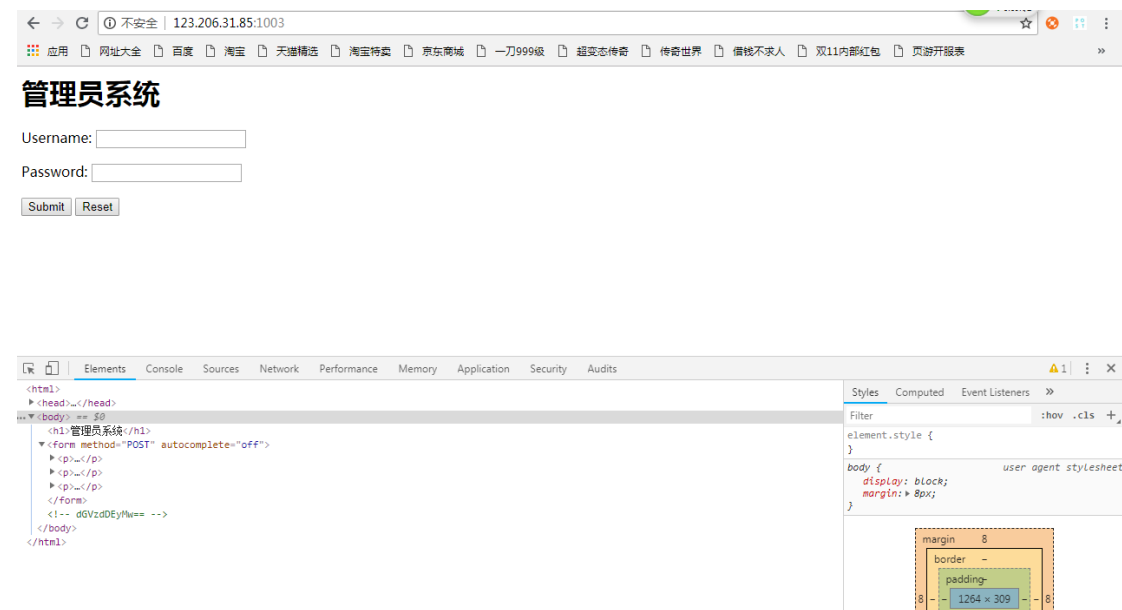 不安全 | 123.206.31.85:1003
应用 网址大全 百度 淘宝 天猫精选 淘宝特卖 京东商城 一刀999级 超变态传奇 传奇世界 借钱不求人 双11内部红包 页游开服表 »
管理员系统
Username:
Password:
Submit Reset
Elements Console Sources Network Performance Memory Application Security Audits 1
<html>
<head>…</head>
<body> == $0
<h1>管理员系统</h1>
<form method="POST" autocomplete="off">
<p>…</p>
<p>…</p>
<p>…</p>
</form>
<!-- dGVzdDEyMw== -->
</body>
</html>
Styles Computed Event Listeners »
Filter :hov .cls +
element.style {
}
body { user agent stylesheet
display: block;
margin: 8px;
}
margin 8
border –
padding –
8 – – 1264 × 309 – – 8